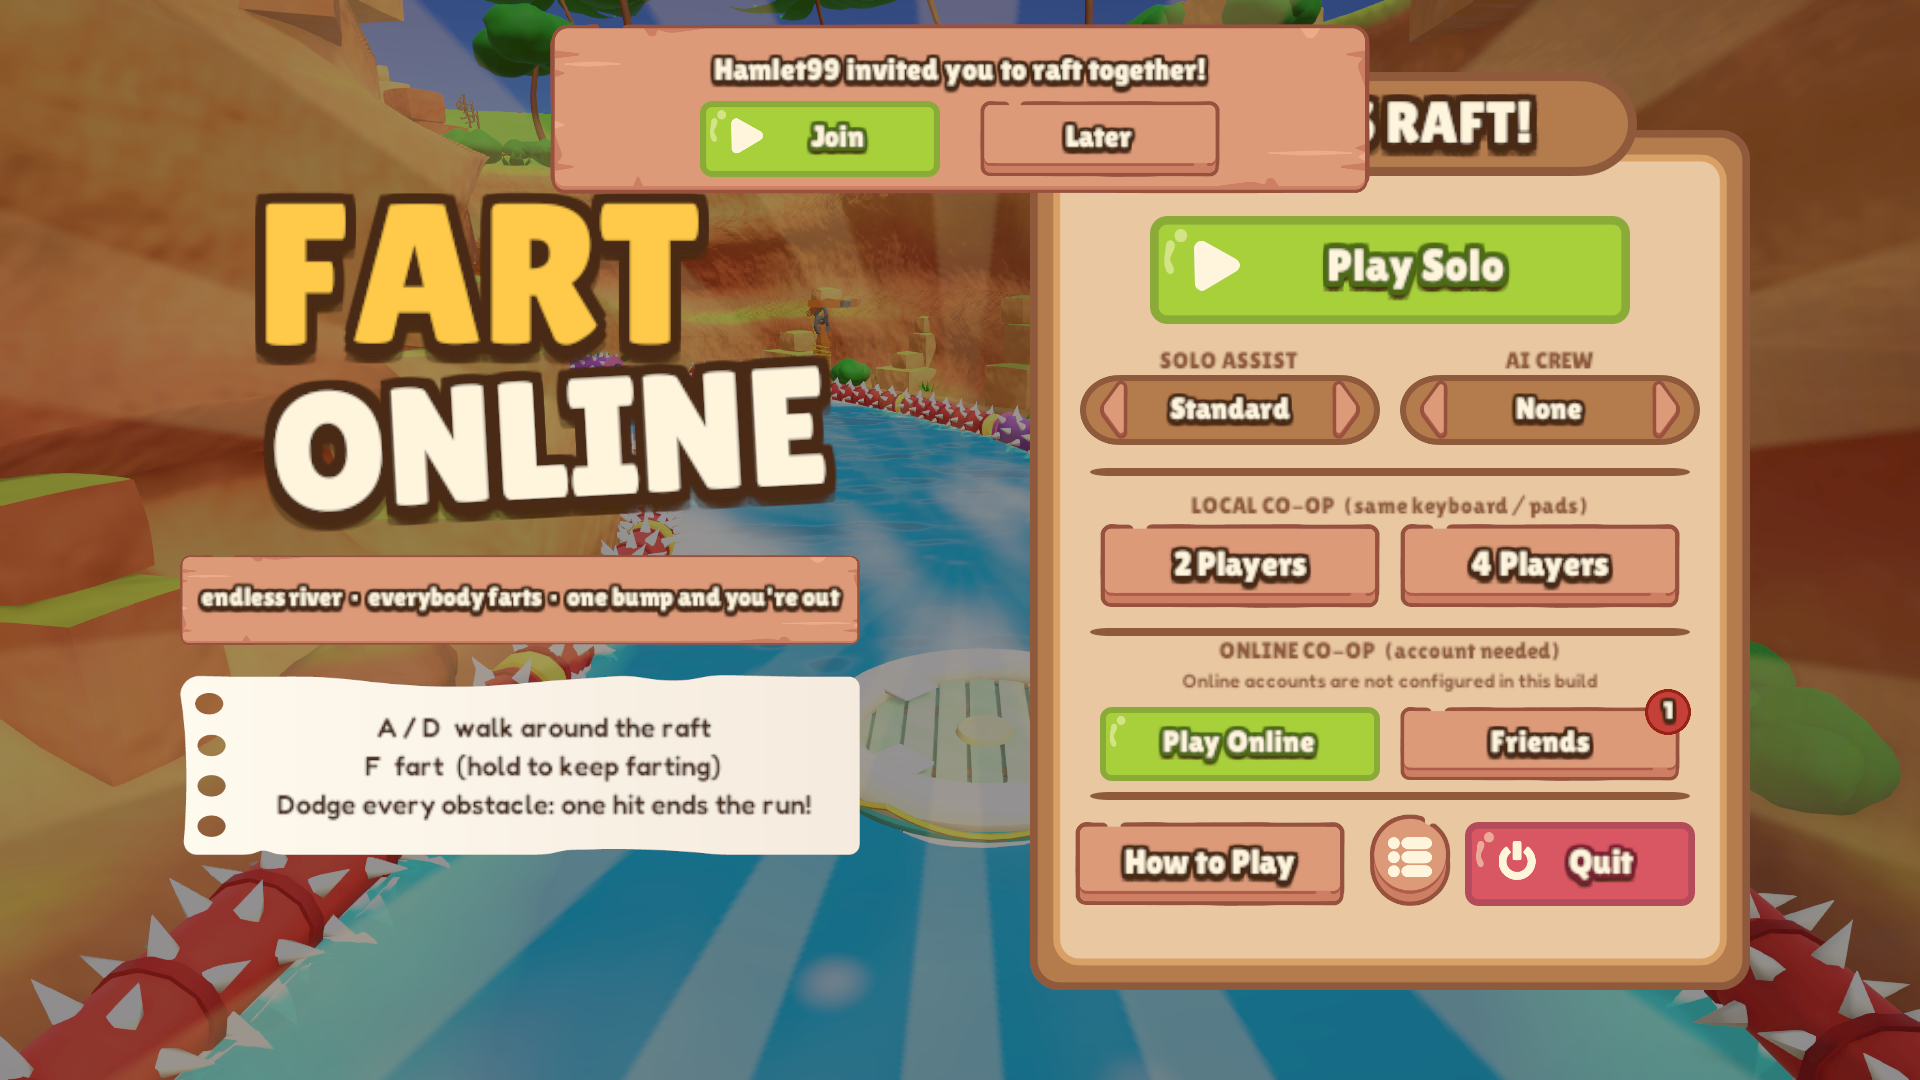 Hamlet99 invited you to raft together!
Join
Later
RAFT!
FART
ONLINE
endless river • everybody farts • one bump and you're out
A / D walk around the raft
F fart (hold to keep farting)
Dodge every obstacle: one hit ends the run!
Play Solo
SOLO ASSIST
AI CREW
Standard
None
LOCAL CO-OP (same keyboard / pads)
2 Players
4 Players
ONLINE CO-OP (account needed)
Online accounts are not configured in this build
Play Online
Friends
1
How to Play
Quit